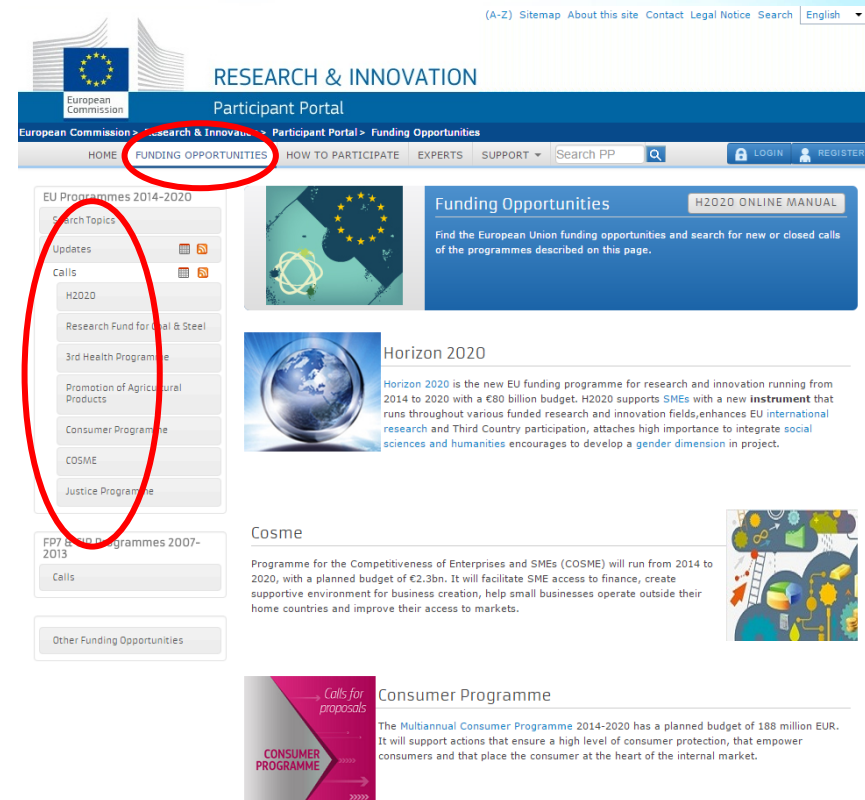 (A-Z) Sitemap About this site Contact Legal Notice Search English
RESEARCH & INNOVATION
European
Commission
Participant Portal
European Commission > Research & Innovation > Participant Portal > Funding Opportunities
HOME FUNDING OPPORTUNITIES HOW TO PARTICIPATE EXPERTS SUPPORT Search PP LOGIN REGISTER
EU Programmes 2014-2020
Search Topics
Updates
Calls
H2020
Research Fund for Coal & Steel
3rd Health Programme
Promotion of Agricultural
Products
Consumer Programme
COSME
Justice Programme
FP7 & CIP Programmes 2007-
2013
Calls
Other Funding Opportunities
Funding Opportunities
H2020 ONLINE MANUAL
Find the European Union funding opportunities and search for new or closed calls
of the programmes described on this page.
Horizon 2020
Horizon 2020 is the new EU funding programme for research and innovation running from
2014 to 2020 with a €80 billion budget. H2020 supports SMEs with a new instrument that
runs throughout various funded research and innovation fields,enhances EU international
research and Third Country participation, attaches high importance to integrate social
sciences and humanities encourages to develop a gender dimension in project.
Cosme
Programme for the Competitiveness of Enterprises and SMEs (COSME) will run from 2014 to
2020, with a planned budget of €2.3bn. It will facilitate SME access to finance, create
supportive environment for business creation, help small businesses operate outside their
home countries and improve their access to markets.
Calls for
proposals
CONSUMER
PROGRAMME
Consumer Programme
The Multiannual Consumer Programme 2014-2020 has a planned budget of 188 million EUR.
It will support actions that ensure a high level of consumer protection, that empower
consumers and that place the consumer at the heart of the internal market.